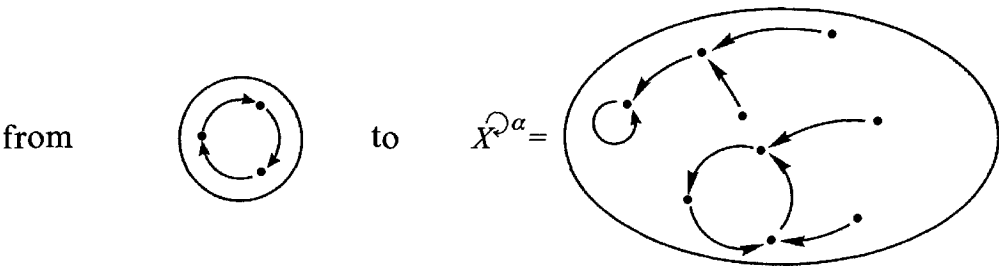 from to X↻α =